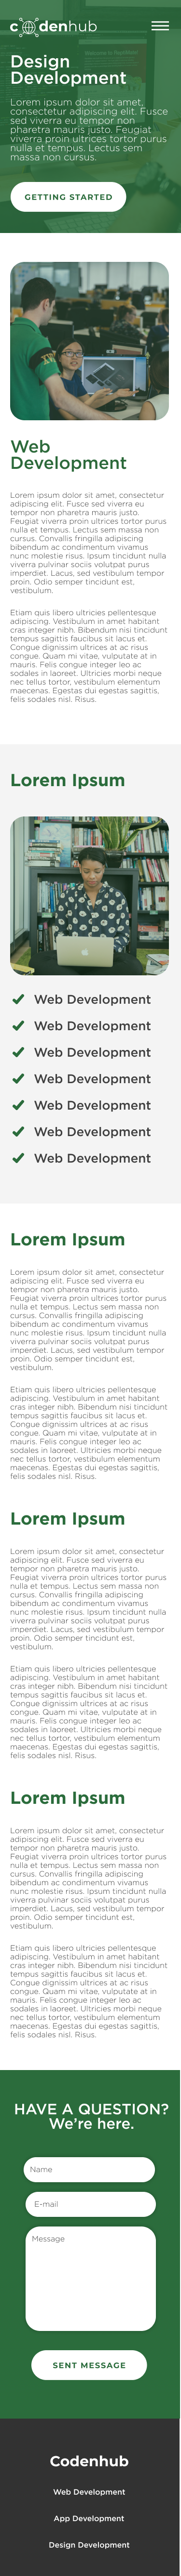 codenhub
Design
Development
Lorem ipsum dolor sit amet,
consectetur adipiscing elit. Fusce
sed viverra eu tempor non
pharetra mauris justo. Feugiat
viverra proin ultrices tortor purus
nulla et tempus. Lectus sem
massa non cursus.
GETTING STARTED
Web
Development
Lorem ipsum dolor sit amet, consectetur
adipiscing elit. Fusce sed viverra eu
tempor non pharetra mauris justo.
Feugiat viverra proin ultrices tortor purus
nulla et tempus. Lectus sem massa non
cursus. Convallis fringilla adipiscing
bibendum ac condimentum vivamus
nunc molestie risus. Ipsum tincidunt nulla
viverra pulvinar sociis volutpat purus
imperdiet. Lacus, sed vestibulum tempor
proin. Odio semper tincidunt est,
vestibulum.
Etiam quis libero ultricies pellentesque
adipiscing. Vestibulum in amet habitant
cras integer nibh. Bibendum nisi tincidunt
tempus sagittis faucibus sit lacus et.
Congue dignissim ultrices at ac risus
congue. Quam mi vitae, vulputate at in
mauris. Felis congue integer leo ac
sodales in laoreet. Ultricies morbi neque
nec tellus tortor, vestibulum elementum
maecenas. Egestas dui egestas sagittis,
felis sodales nisl. Risus.
Lorem Ipsum
Web Development
Web Development
Web Development
Web Development
Web Development
Web Development
Web Development
Lorem Ipsum
Lorem ipsum dolor sit amet, consectetur
adipiscing elit. Fusce sed viverra eu
tempor non pharetra mauris justo.
Feugiat viverra proin ultrices tortor purus
nulla et tempus. Lectus sem massa non
cursus. Convallis fringilla adipiscing
bibendum ac condimentum vivamus
nunc molestie risus. Ipsum tincidunt nulla
viverra pulvinar sociis volutpat purus
imperdiet. Lacus, sed vestibulum tempor
proin. Odio semper tincidunt est,
vestibulum.
Etiam quis libero ultricies pellentesque
adipiscing. Vestibulum in amet habitant
cras integer nibh. Bibendum nisi tincidunt
tempus sagittis faucibus sit lacus et.
Congue dignissim ultrices at ac risus
congue. Quam mi vitae, vulputate at in
mauris. Felis congue integer leo ac
sodales in laoreet. Ultricies morbi neque
nec tellus tortor, vestibulum elementum
maecenas. Egestas dui egestas sagittis,
felis sodales nisl. Risus.
Lorem Ipsum
Lorem ipsum dolor sit amet, consectetur
adipiscing elit. Fusce sed viverra eu
tempor non pharetra mauris justo.
Feugiat viverra proin ultrices tortor purus
nulla et tempus. Lectus sem massa non
cursus. Convallis fringilla adipiscing
bibendum ac condimentum vivamus
nunc molestie risus. Ipsum tincidunt nulla
viverra pulvinar sociis volutpat purus
imperdiet. Lacus, sed vestibulum tempor
proin. Odio semper tincidunt est,
vestibulum.
Etiam quis libero ultricies pellentesque
adipiscing. Vestibulum in amet habitant
cras integer nibh. Bibendum nisi tincidunt
tempus sagittis faucibus sit lacus et.
Congue dignissim ultrices at ac risus
congue. Quam mi vitae, vulputate at in
mauris. Felis congue integer leo ac
sodales in laoreet. Ultricies morbi neque
nec tellus tortor, vestibulum elementum
maecenas. Egestas dui egestas sagittis,
felis sodales nisl. Risus.
Lorem Ipsum
Lorem ipsum dolor sit amet, consectetur
adipiscing elit. Fusce sed viverra eu
tempor non pharetra mauris justo.
Feugiat viverra proin ultrices tortor purus
nulla et tempus. Lectus sem massa non
cursus. Convallis fringilla adipiscing
bibendum ac condimentum vivamus
nunc molestie risus. Ipsum tincidunt nulla
viverra pulvinar sociis volutpat purus
imperdiet. Lacus, sed vestibulum tempor
proin. Odio semper tincidunt est,
vestibulum.
Etiam quis libero ultricies pellentesque
adipiscing. Vestibulum in amet habitant
cras integer nibh. Bibendum nisi tincidunt
tempus sagittis faucibus sit lacus et.
Congue dignissim ultrices at ac risus
congue. Quam mi vitae, vulputate at in
mauris. Felis congue integer leo ac
sodales in laoreet. Ultricies morbi neque
nec tellus tortor, vestibulum elementum
maecenas. Egestas dui egestas sagittis,
felis sodales nisl. Risus.
HAVE A QUESTION?
We're here.
Name
E-mail
Message
SENT MESSAGE
Codenhub
Web Development
App Development
Design Development